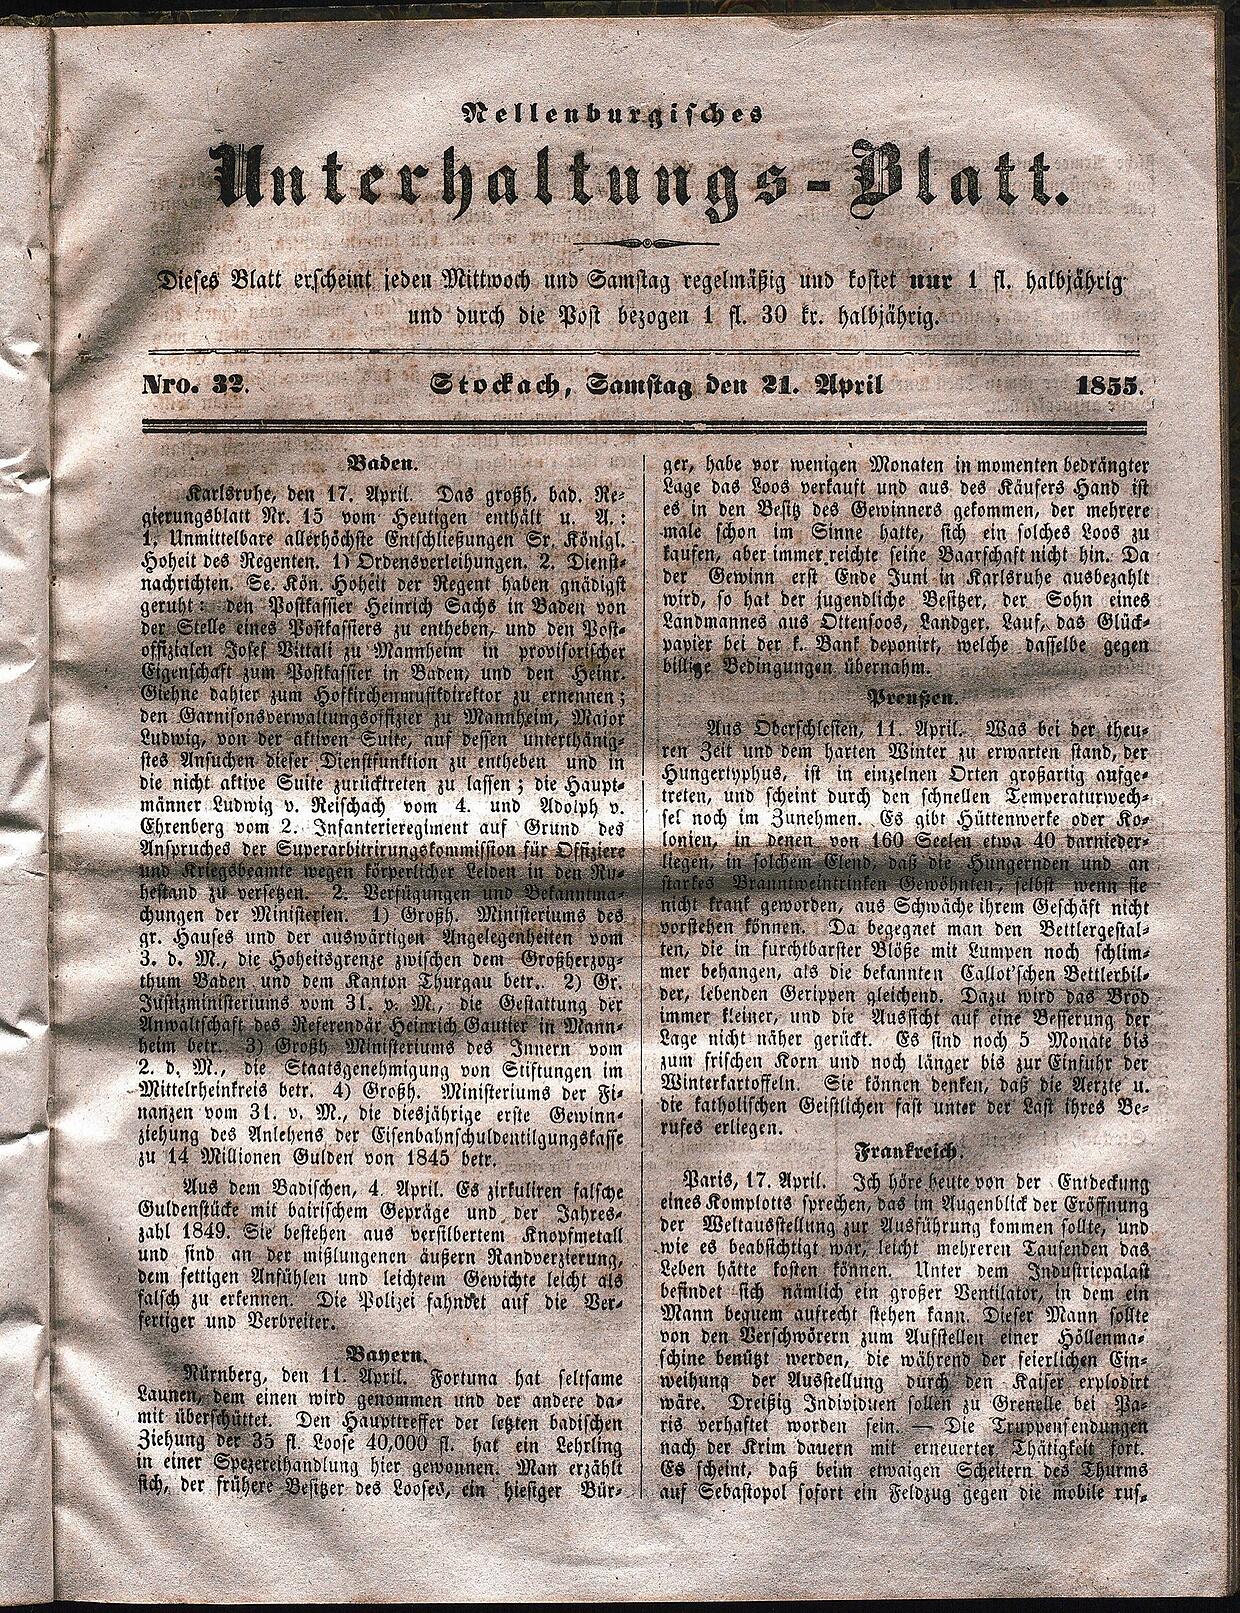 Nellenburgisches
Unterhaltungs-Blatt.
Dieses Blatt erscheint jeden Mittwoch und Samstag regelmäßig und kostet nur 1 fl. halbjährig
und durch die Post bezogen 1 fl. 30 kr. halbjährig.
Nro. 32. Stockach, Samstag den 21. April 1855.
Baden.
Karlsruhe, den 17. April. Das großh. bad. Re-
gierungsblatt Nr. 15 vom Heutigen enthält u. A.:
1. Unmittelbare allerhöchste Entschließungen Sr. Königl.
Hoheit des Regenten. 1) Ordensverleihungen. 2. Dienst-
nachrichten. Se. Kön. Hoheit der Regent haben gnädigst
geruht: den Postkassier Heinrich Sachs in Baden von
der Stelle eines Postkassiers zu entheben, und den Post-
offizialen Josef Vittali zu Mannheim in provisorischer
Eigenschaft zum Postkassier in Baden, und den Heinr.
Giehne dahier zum Hofkirchenmusikdirektor zu ernennen;
den Garnisonsverwaltungsoffizier zu Mannheim, Major
Ludwig, von der aktiven Suite, auf dessen unterthänig-
stes Ansuchen dieser Dienstfunktion zu entheben und in
die nicht aktive Suite zurücktreten zu lassen; die Haupt-
männer Ludwig v. Reischach vom 4. und Adolph v.
Ehrenberg vom 2. Infanterieregiment auf Grund des
Anspruches der Superarbitrirungskommission für Offiziere
und Kriegsbeamte wegen körperlicher Leiden in den Ru-
hestand zu versetzen. 2. Verfügungen und Bekanntma-
chungen der Ministerien. 1) Großh. Ministeriums des
gr. Hauses und der auswärtigen Angelegenheiten vom
3. d. M., die Hoheitsgrenze zwischen dem Großherzog-
thum Baden und dem Kanton Thurgau betr. 2) Gr.
Justizministeriums vom 31. v. M., die Gestattung der
Anwaltschaft des Referendär Heinrich Gautier in Mann-
heim betr. 3) Großh Ministeriums des Innern vom
2. d. M., die Staatsgenehmigung von Stiftungen im
Mittelrheinkreis betr. 4) Großh. Ministeriums der Fi-
nanzen vom 31. v. M., die diesjährige erste Gewinn-
ziehung des Anlehens der Eisenbahnschuldentilgungskasse
zu 14 Millionen Gulden von 1845 betr.
Aus dem Badischen, 4. April. Es zirkuliren falsche
Guldenstücke mit bairischem Gepräge und der Jahres-
zahl 1849. Sie bestehen aus versilbertem Knopfmetall
und sind an der mißlungenen äußern Randverzierung,
dem fettigen Anfühlen und leichtem Gewichte leicht als
falsch zu erkennen. Die Polizei fahndet auf die Ver-
fertiger und Verbreiter.
Bayern.
Nürnberg, den 11. April. Fortuna hat seltsame
Launen, dem einen wird genommen und der andere da-
mit überschüttet. Den Haupttreffer der letzten badischen
Ziehung der 35 fl. Loose 40,000 fl. hat ein Lehrling
in einer Spezereihandlung hier gewonnen. Man erzählt
sich, der frühere Besitzer des Looses, ein hiesiger Bür-
ger, habe vor wenigen Monaten in momenten bedrängter
Lage das Loos verkauft und aus des Käufers Hand ist
es in den Besitz des Gewinners gekommen, der mehrere
male schon im Sinne hatte, sich ein solches Loos zu
kaufen, aber immer reichte seine Baarschaft nicht hin. Da
der Gewinn erst Ende Juni in Karlsruhe ausbezahlt
wird, so hat der jugendliche Besitzer, der Sohn eines
Landmannes aus Ottensoos, Landger. Lauf, das Glück-
papier bei der k. Bank deponirt, welche dasselbe gegen
billige Bedingungen übernahm.
Preußen.
Aus Oberschlesien, 11. April. Was bei der theu-
ren Zeit und dem harten Winter zu erwarten stand, der
Hungertyphus, ist in einzelnen Orten großartig aufge-
treten, und scheint durch den schnellen Temperaturwech-
sel noch im Zunehmen. Es gibt Hüttenwerke oder Ko-
lonien, in denen von 160 Seelen etwa 40 darnieder-
liegen, in solchem Elend, daß die Hungernden und an
starkes Branntweintrinken Gewöhnten, selbst wenn sie
nicht krank geworden, aus Schwäche ihrem Geschäft nicht
vorstehen können. Da begegnet man den Bettlergestal-
ten, die in furchtbarster Blöße mit Lumpen noch schlim-
mer behangen, als die bekannten Callot'schen Bettlerbil-
der, lebenden Gerippen gleichend. Dazu wird das Brod
immer kleiner, und die Aussicht auf eine Besserung der
Lage nicht näher gerückt. Es sind noch 5 Monate bis
zum frischen Korn und noch länger bis zur Einfuhr der
Winterkartoffeln. Sie können denken, daß die Aerzte u.
die katholischen Geistlichen fast unter der Last ihres Be-
rufes erliegen.
Frankreich.
Paris, 17. April. Ich höre heute von der Entdeckung
eines Komplotts sprechen, das im Augenblick der Eröffnung
der Weltausstellung zur Ausführung kommen sollte, und
wie es beabsichtigt war, leicht mehreren Tausenden das
Leben hätte kosten können. Unter dem Industriepalast
befindet sich nämlich ein großer Ventilator, in dem ein
Mann bequem aufrecht stehen kann. Dieser Mann sollte
von den Verschwörern zum Aufstellen einer Höllenma-
schine benützt werden, die während der feierlichen Ein-
weihung der Ausstellung durch den Kaiser explodirt
wäre. Dreißig Individuen sollen zu Grenelle bei Pa-
ris verhaftet worden sein. — Die Truppensendungen
nach der Krim dauern mit erneuerter Thätigkeit fort.
Es scheint, daß beim etwaigen Scheitern des Thurms
auf Sebastopol sofort ein Feldzug gegen die mobile rus-